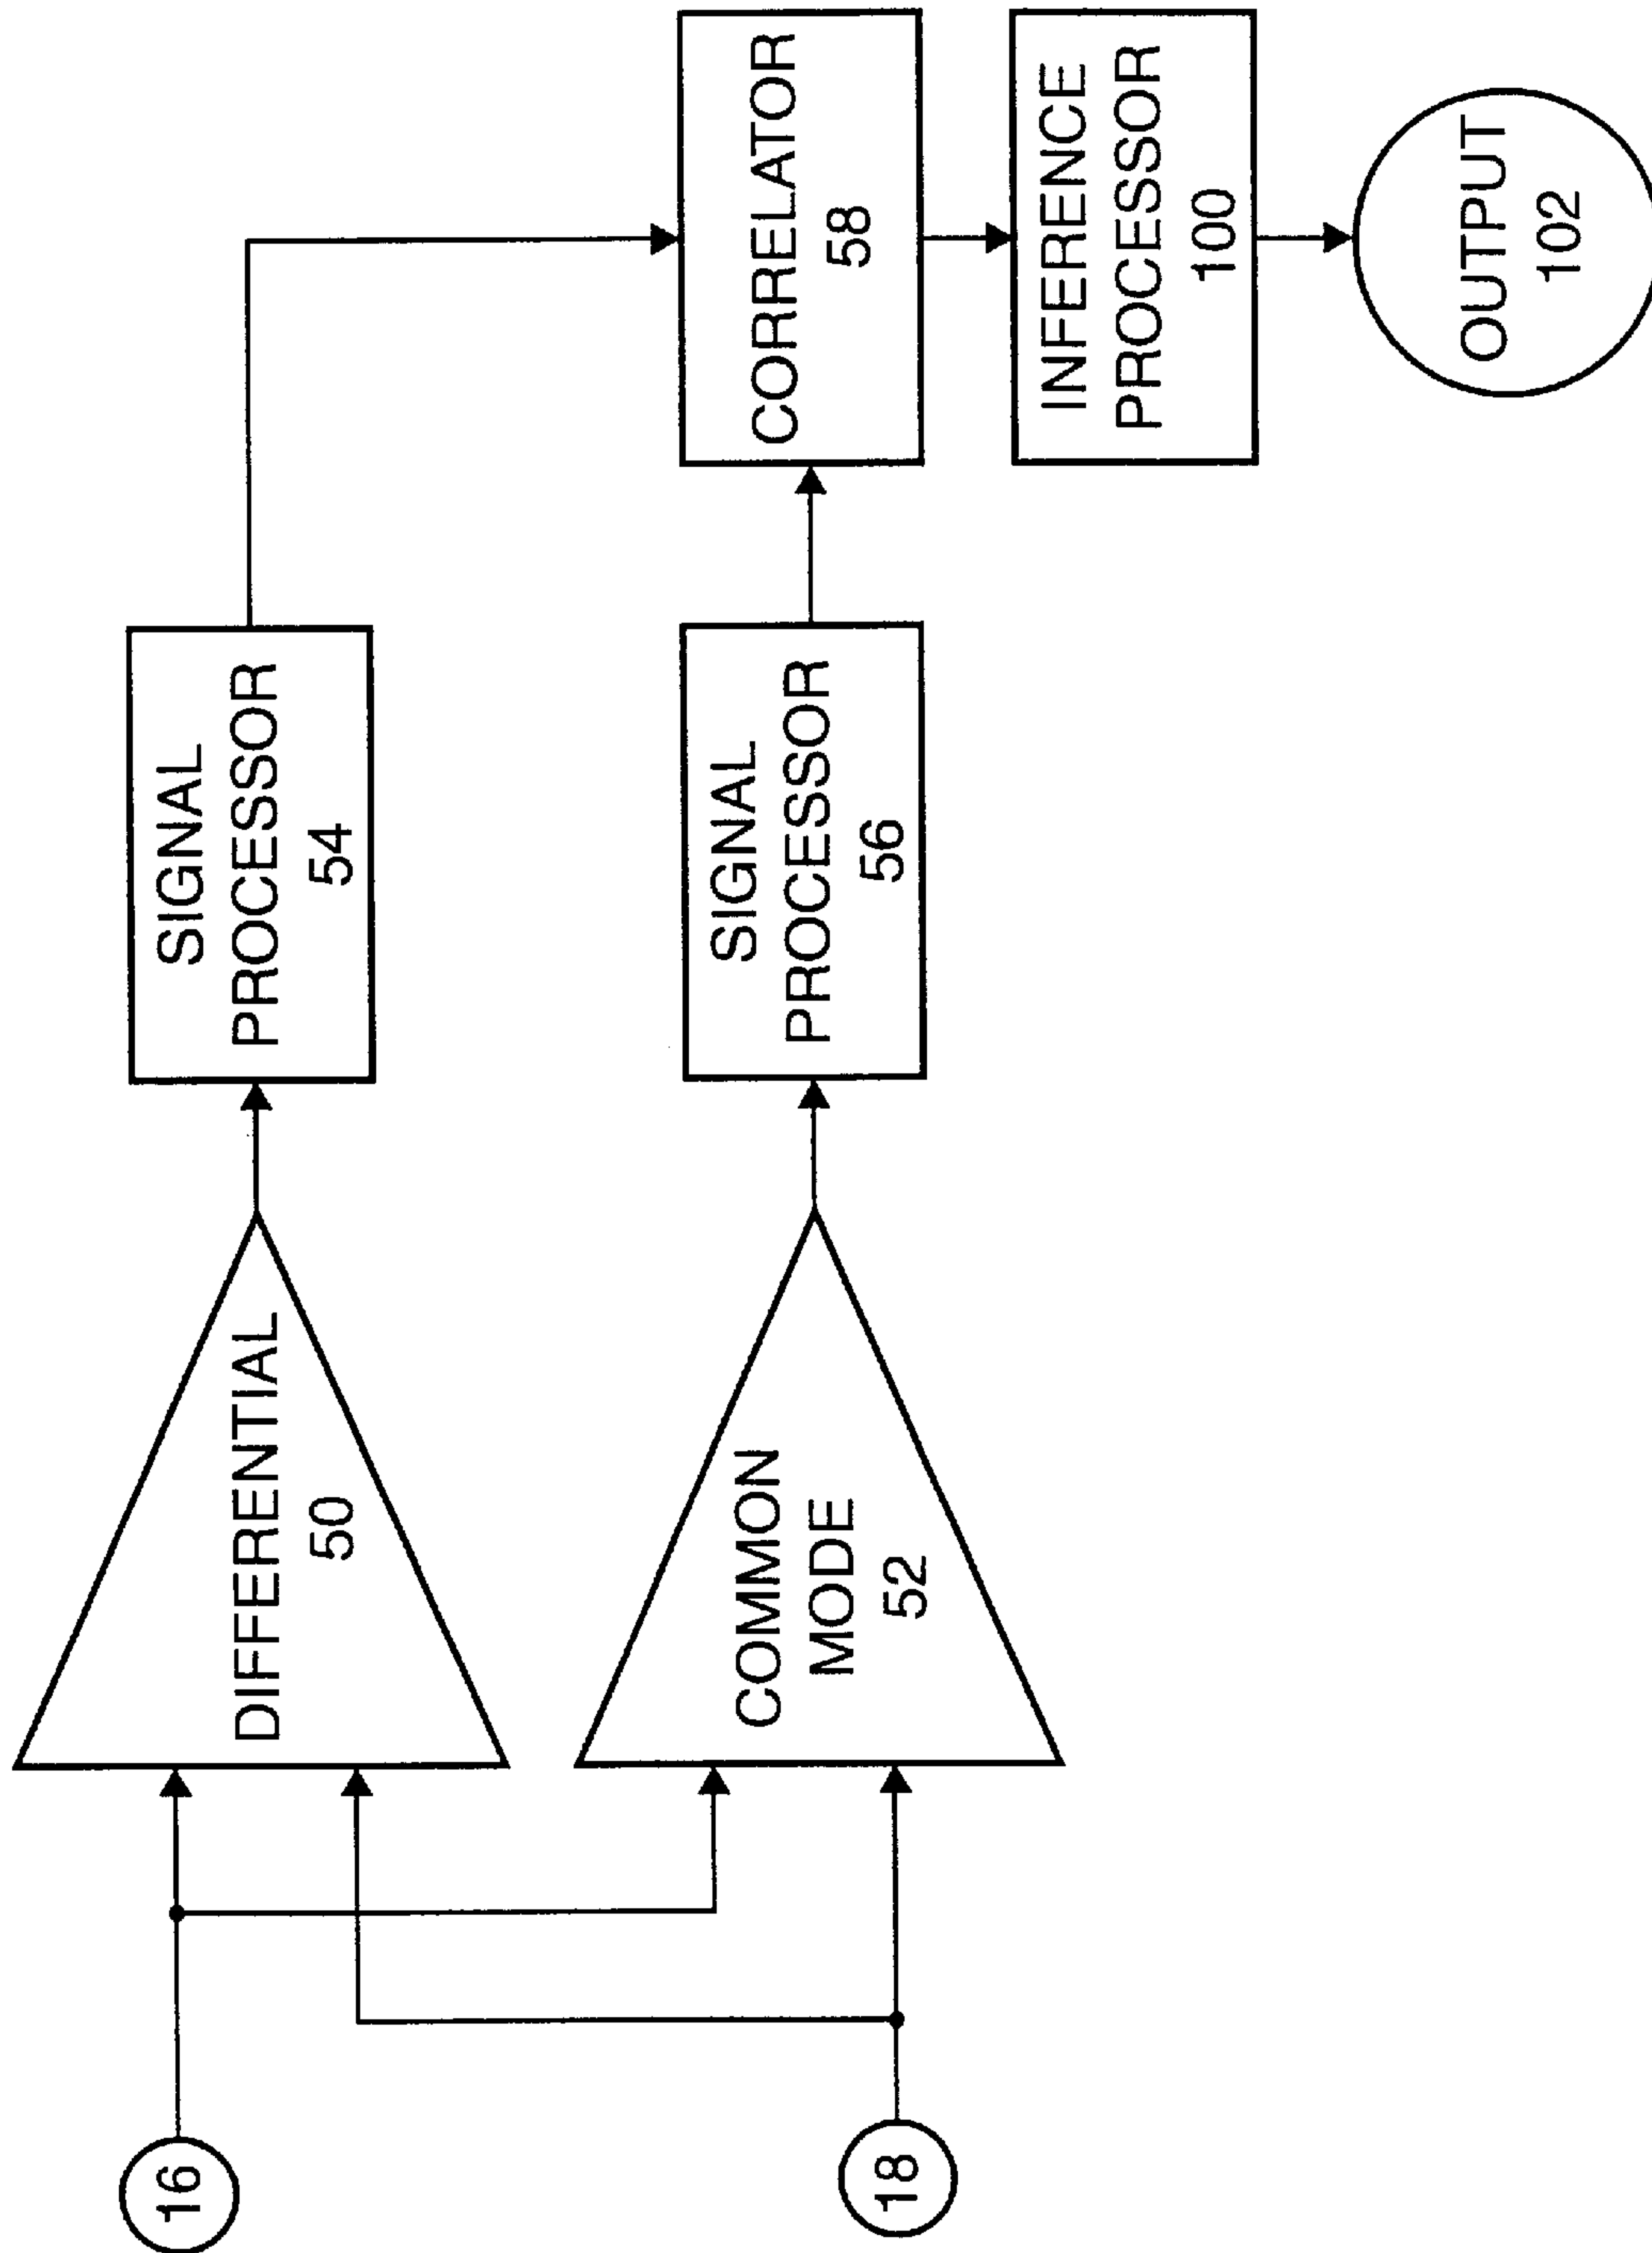 16
18
DIFFERENTIAL
50
COMMON
MODE
52
SIGNAL
PROCESSOR
54
SIGNAL
PROCESSOR
56
CORRELATOR
58
INFERENCE
PROCESSOR
100
OUTPUT
102